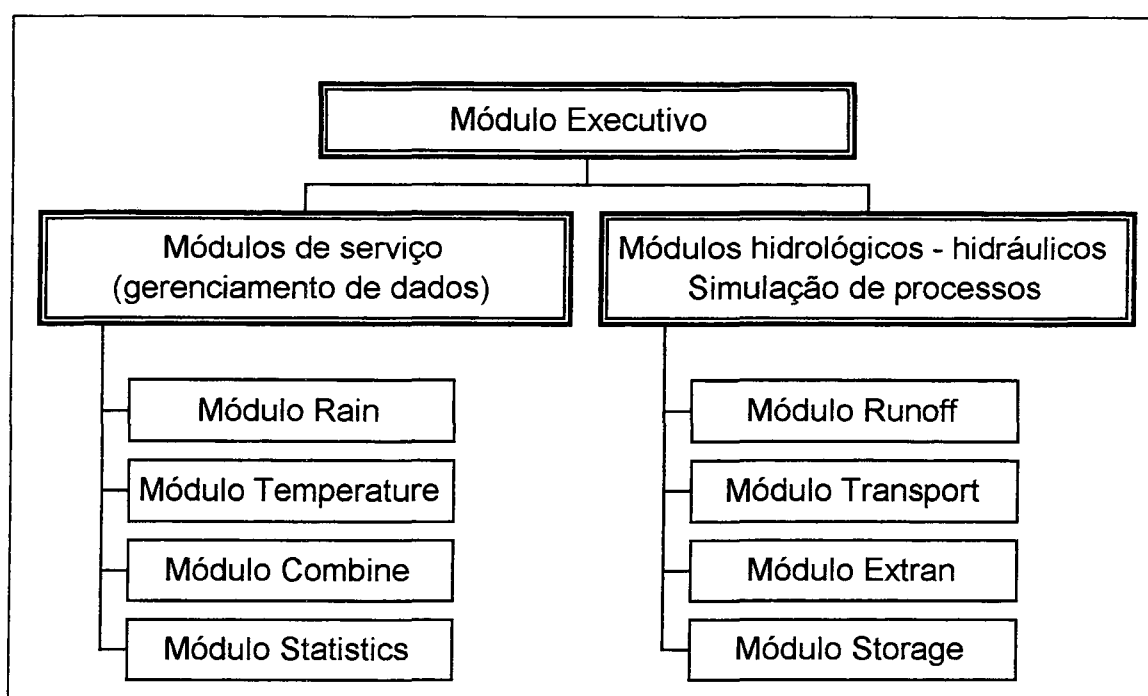 Módulo Executivo
Módulos de serviço
(gerenciamento de dados)
Módulos hidrológicos - hidráulicos
Simulação de processos
Módulo Rain
Módulo Temperature
Módulo Combine
Módulo Statistics
Módulo Runoff
Módulo Transport
Módulo Extran
Módulo Storage